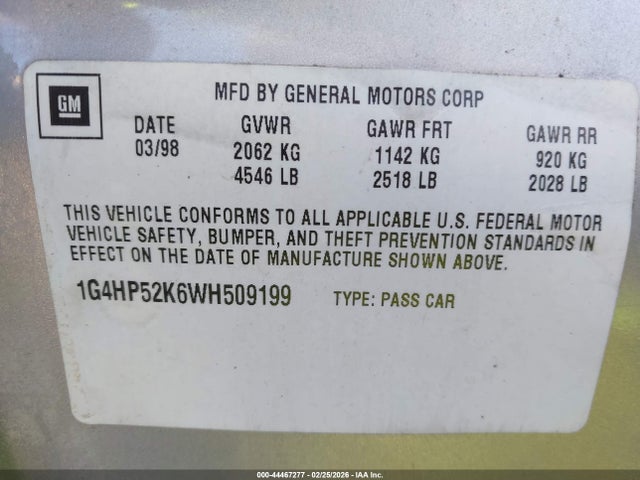 GM
MFD BY GENERAL MOTORS CORP
DATE GVWR GAWR FRT GAWR RR
03/98 2062 KG 1142 KG 920 KG
4546 LB 2518 LB 2028 LB
THIS VEHICLE CONFORMS TO ALL APPLICABLE U.S. FEDERAL MOTOR
VEHICLE SAFETY, BUMPER, AND THEFT PREVENTION STANDARDS IN
EFFECT ON THE DATE OF MANUFACTURE SHOWN ABOVE.
1G4HP52K6WH509199 TYPE: PASS CAR
000-44467277 - 02/25/2026 - IAA Inc.